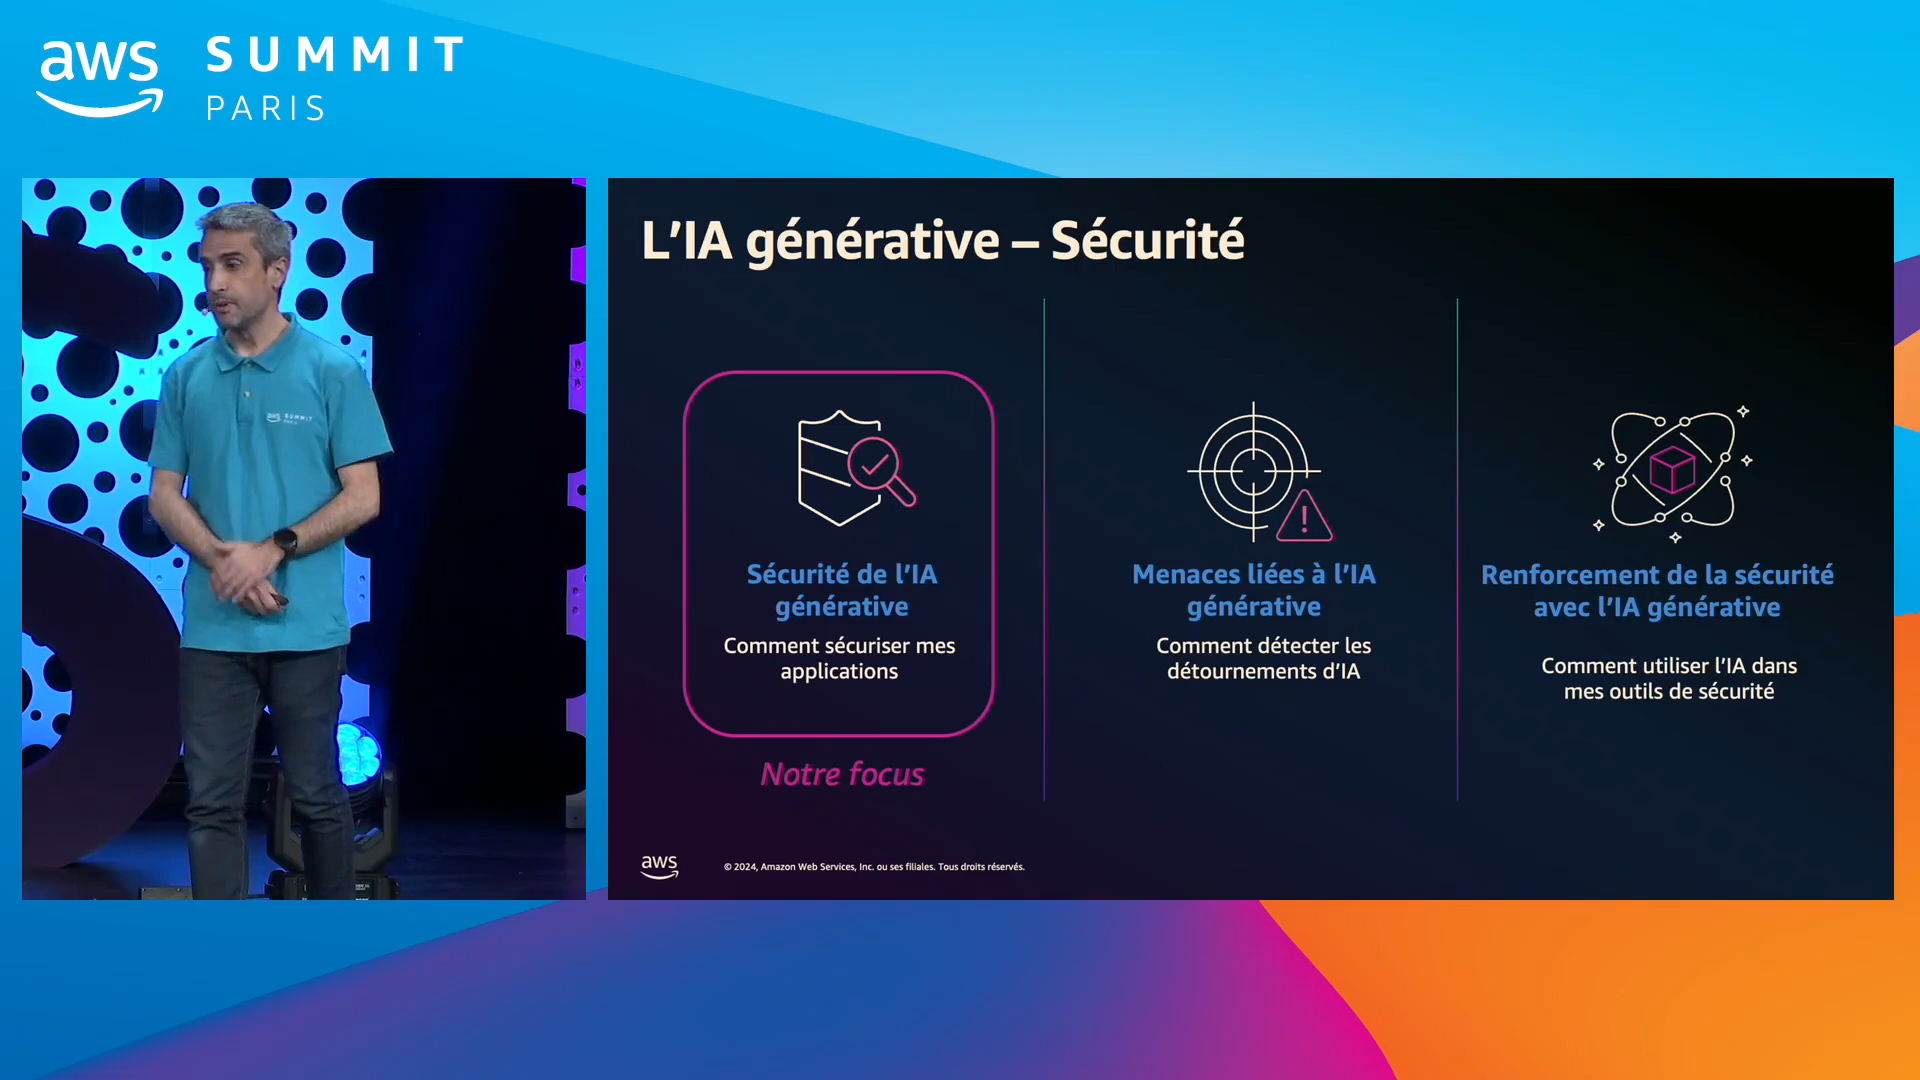 aws SUMMIT
PARIS
L'IA générative – Sécurité
Sécurité de l'IA
générative
Comment sécuriser mes
applications
Notre focus
Menaces liées à l'IA
générative
Comment détecter les
détournements d'IA
Renforcement de la sécurité
avec l'IA générative
Comment utiliser l'IA dans
mes outils de sécurité
aws
© 2024, Amazon Web Services, Inc. ou ses filiales. Tous droits réservés.
aws SUMMIT